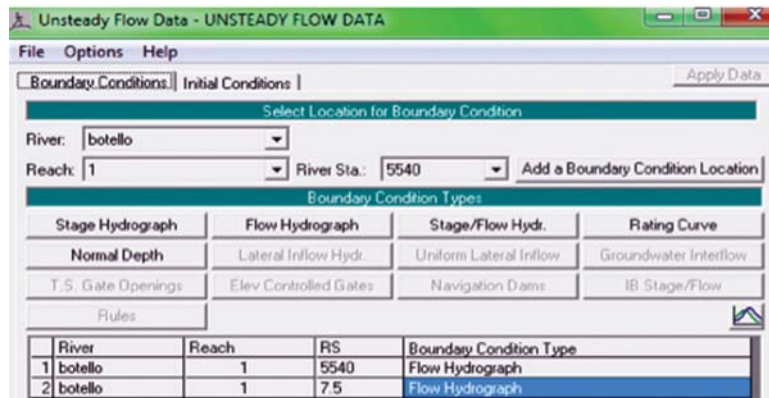 Unsteady Flow Data - UNSTEADY FLOW DATA
File Options Help
Boundary Conditions Initial Conditions Apply Data
Select Location for Boundary Condition
River: botello
Reach: 1 River Sta.: 5540 Add a Boundary Condition Location
Boundary Condition Types
Stage Hydrograph Flow Hydrograph Stage/Flow Hydr. Rating Curve
Normal Depth Lateral Inflow Hydr. Uniform Lateral Inflow Groundwater Interflow
T.S. Gate Openings Elev Controlled Gates Navigation Dams IB Stage/Flow
Rules
River Reach RS Boundary Condition Type
1 botello 1 5540 Flow Hydrograph
2 botello 1 7.5 Flow Hydrograph